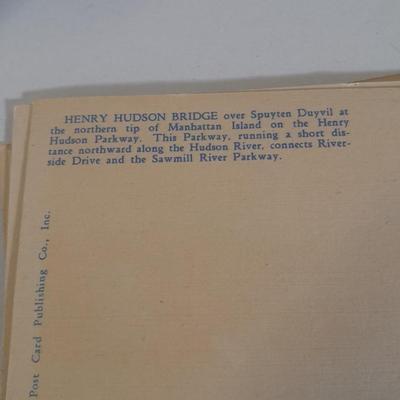 HENRY HUDSON BRIDGE over Spuyten Duyvil at
the northern tip of Manhattan Island on the Henry
Hudson Parkway. This Parkway, running a short dis-
tance northward along the Hudson River, connects River-
side Drive and the Sawmill River Parkway.
Post Card Publishing Co., Inc.